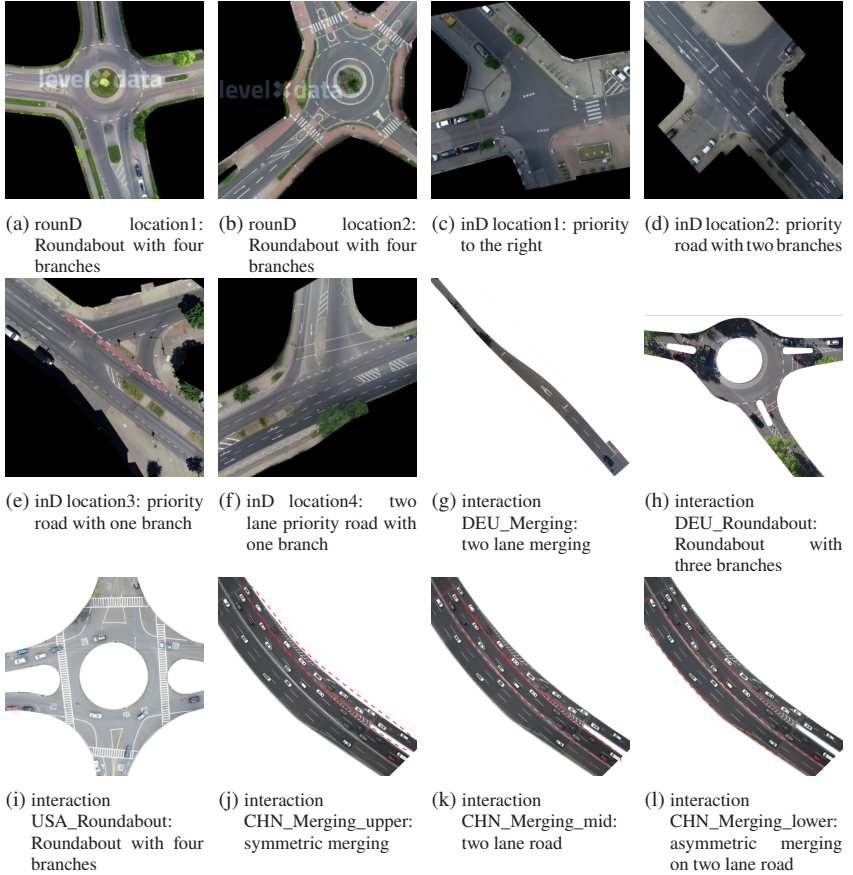 level data
level data
(a) rounD location1:
Roundabout with four
branches
(b) rounD location2:
Roundabout with four
branches
(c) inD location1: priority
to the right
(d) inD location2: priority
road with two branches
(e) inD location3: priority
road with one branch
(f) inD location4: two
lane priority road with
one branch
(g) interaction
DEU_Merging:
two lane merging
(h) interaction
DEU_Roundabout:
Roundabout with
three branches
(i) interaction
USA_Roundabout:
Roundabout with four
branches
(j) interaction
CHN_Merging_upper:
symmetric merging
(k) interaction
CHN_Merging_mid:
two lane road
(l) interaction
CHN_Merging_lower:
asymmetric merging
on two lane road